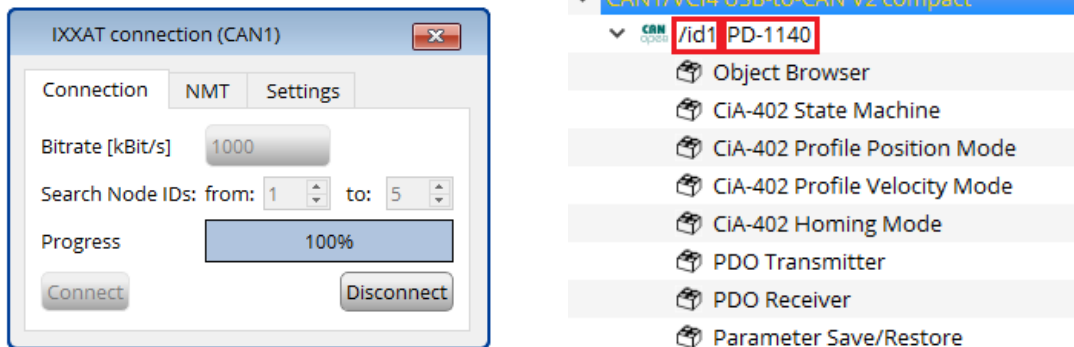 IXXAT connection (CAN1)
Connection NMT Settings
Bitrate [kBit/s] 1000
Search Node IDs: from: 1 to: 5
Progress 100%
Connect Disconnect
CAN1/VCI4 USB-to-CAN V2 compact
CAN open /id1 PD-1140
Object Browser
CiA-402 State Machine
CiA-402 Profile Position Mode
CiA-402 Profile Velocity Mode
CiA-402 Homing Mode
PDO Transmitter
PDO Receiver
Parameter Save/Restore